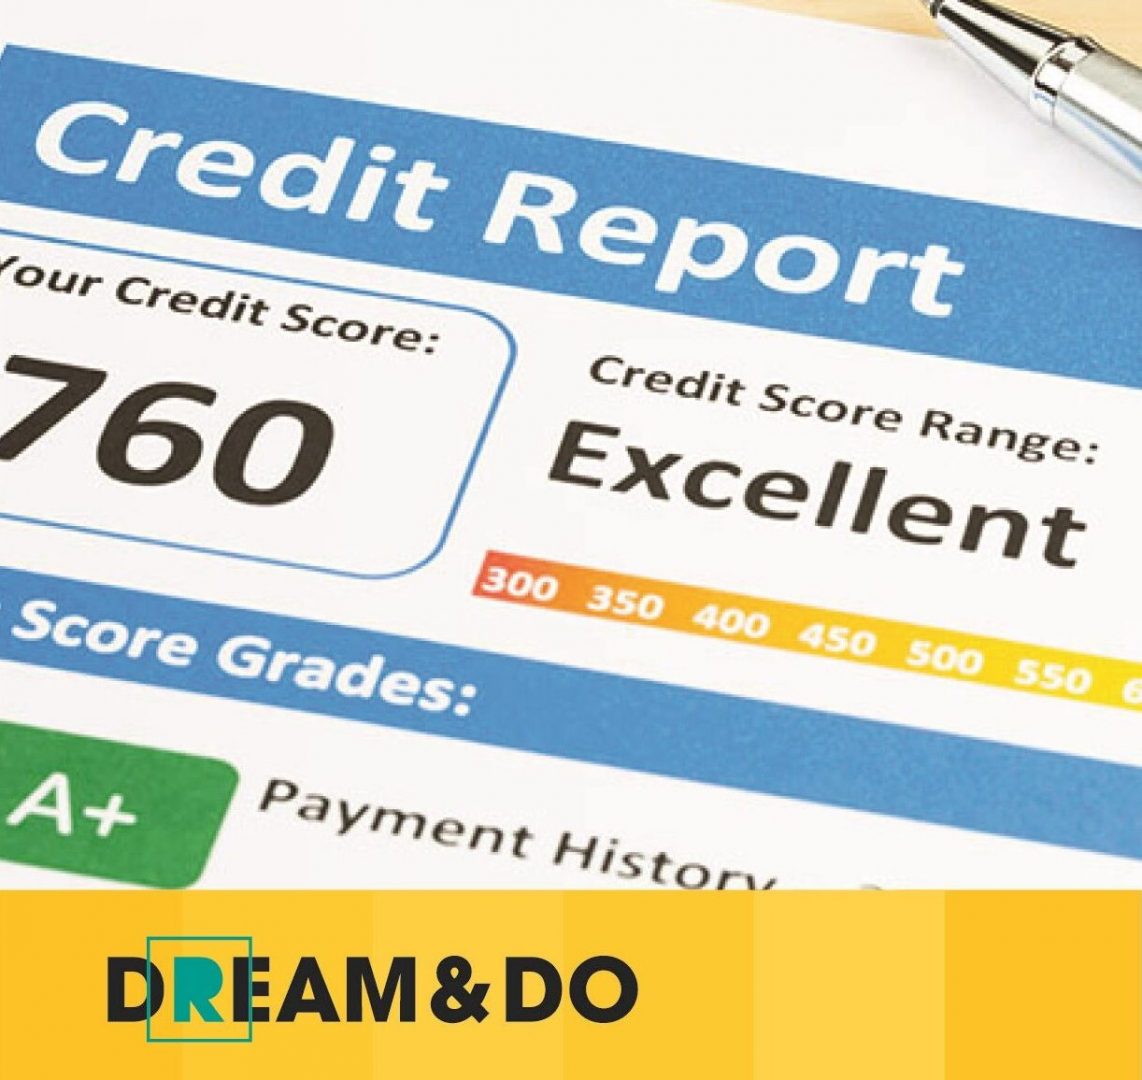 Credit Report
Your Credit Score:
760
Credit Score Range:
Excellent
300 350 400 450 500 550
Score Grades:
A+
Payment History
DREAM & DO